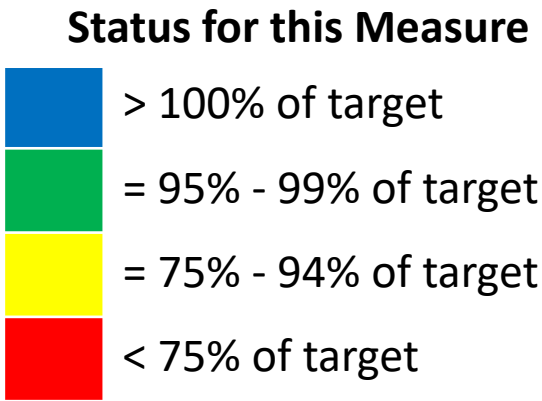 Status for this Measure
> 100% of target
= 95% - 99% of target
= 75% - 94% of target
< 75% of target